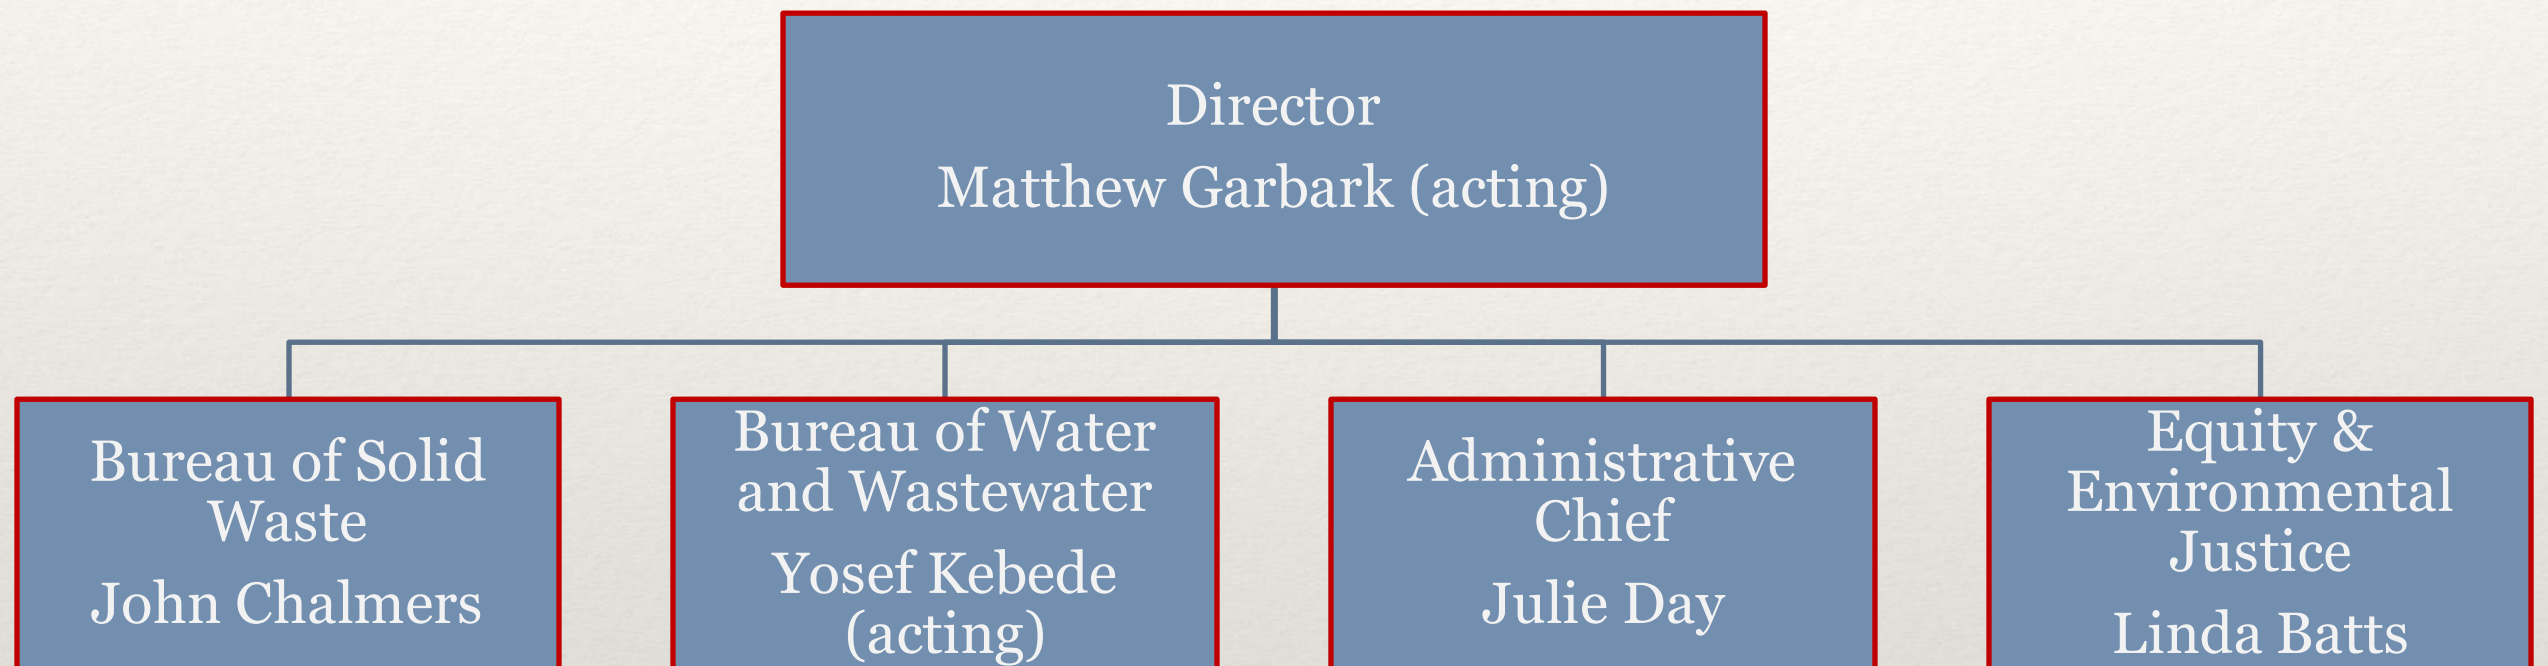 Director
Matthew Garbark (acting)
Bureau of Solid
Waste
John Chalmers
Bureau of Water
and Wastewater
Yosef Kebede
(acting)
Administrative
Chief
Julie Day
Equity &
Environmental
Justice
Linda Batts